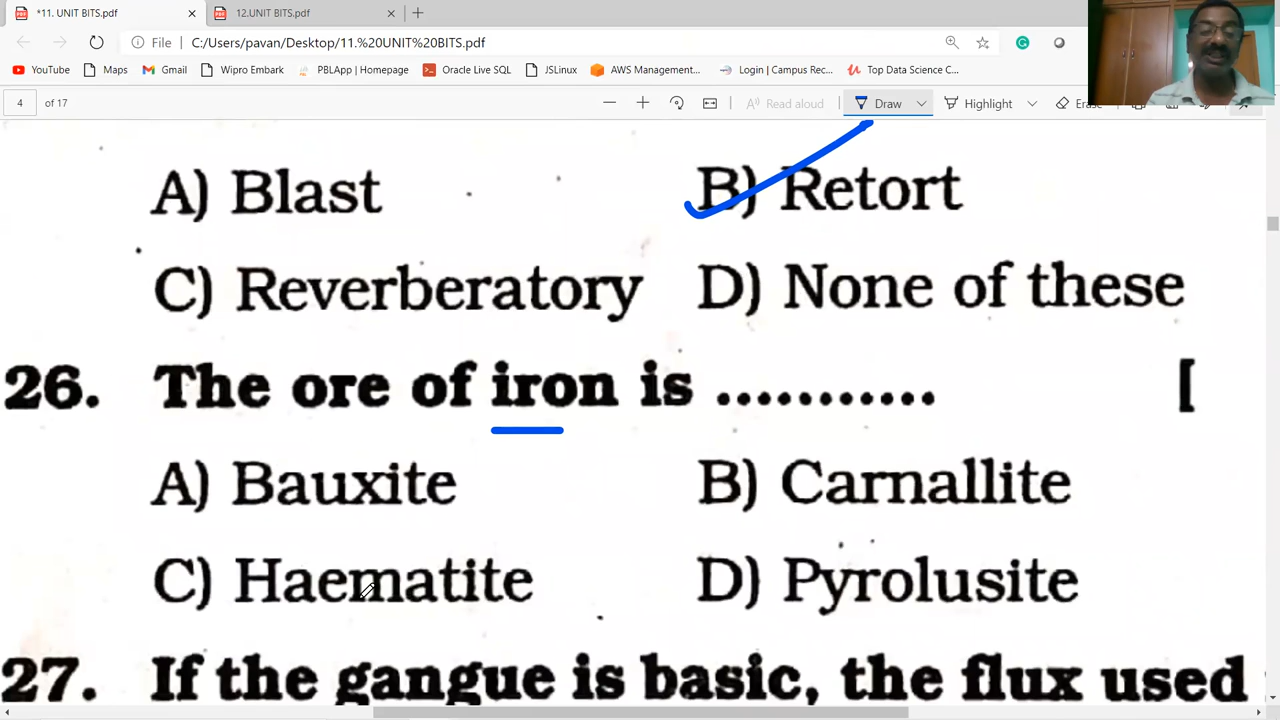 *11. UNIT BITS.pdf
12.UNIT BITS.pdf
File C:/Users/pavan/Desktop/11.%20UNIT%20BITS.pdf
YouTube Maps Gmail Wipro Embark PBLApp | Homepage Oracle Live SQL JSLinux AWS Management... Login | Campus Rec... Top Data Science C...
4 of 17 Read aloud Draw Highlight Erase
A) Blast B) Retort
C) Reverberatory D) None of these
26. The ore of iron is ........... [
A) Bauxite B) Carnallite
C) Haematite D) Pyrolusite
27. If the gangue is basic, the flux used